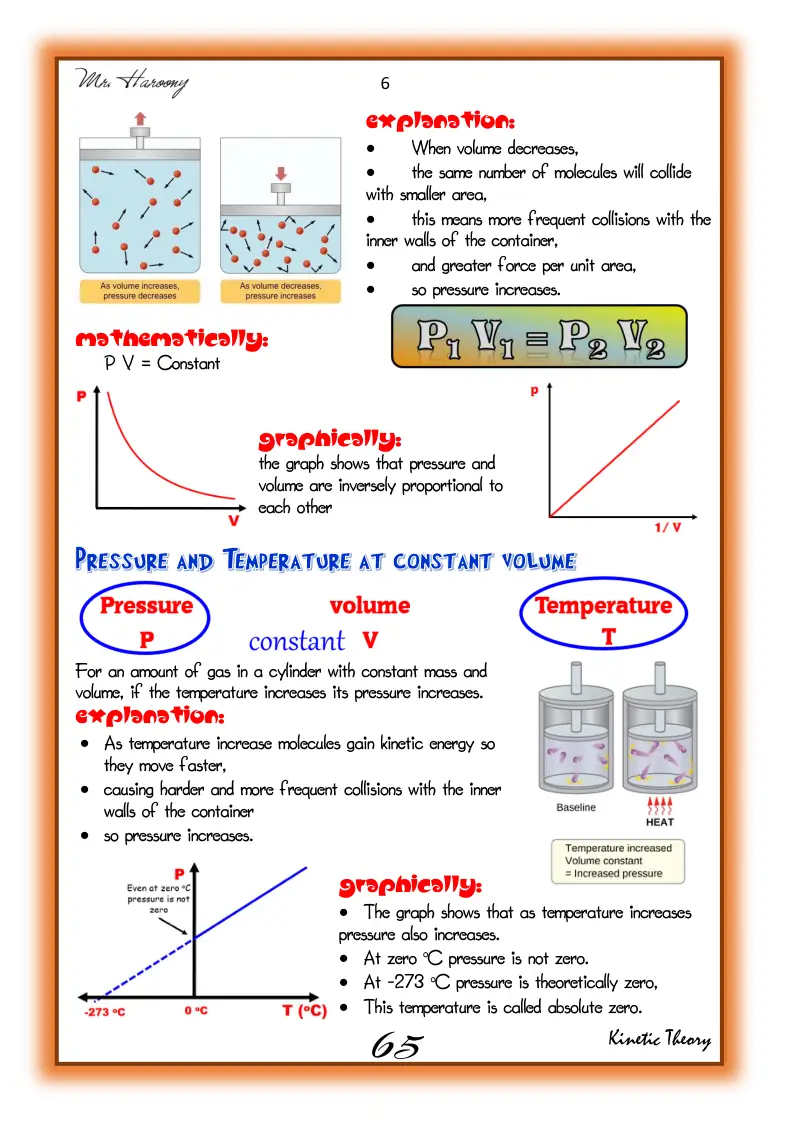 Mr. Haroony
6
explanation:
• When volume decreases,
• the same number of molecules will collide
with smaller area,
• this means more frequent collisions with the
inner walls of the container,
• and greater force per unit area,
• so pressure increases.
As volume increases,
pressure decreases
As volume decreases,
pressure increases
P₁ V₁ = P₂ V₂
mathematically:
P V = Constant
P
V
graphically:
the graph shows that pressure and
volume are inversely proportional to
each other
P
1/ V
Pressure and Temperature at constant volume
Pressure
P
volume
constant V
Temperature
T
For an amount of gas in a cylinder with constant mass and
volume, if the temperature increases its pressure increases.
explanation:
• As temperature increase molecules gain kinetic energy so
they move faster,
• causing harder and more frequent collisions with the inner
walls of the container
• so pressure increases.
Baseline
HEAT
Temperature increased
Volume constant
= Increased pressure
P
Even at zero °C
pressure is not
zero
-273 °C
0 °C
T (°C)
graphically:
• The graph shows that as temperature increases
pressure also increases.
• At zero °C pressure is not zero.
• At -273 °C pressure is theoretically zero,
• This temperature is called absolute zero.
65
Kinetic Theory